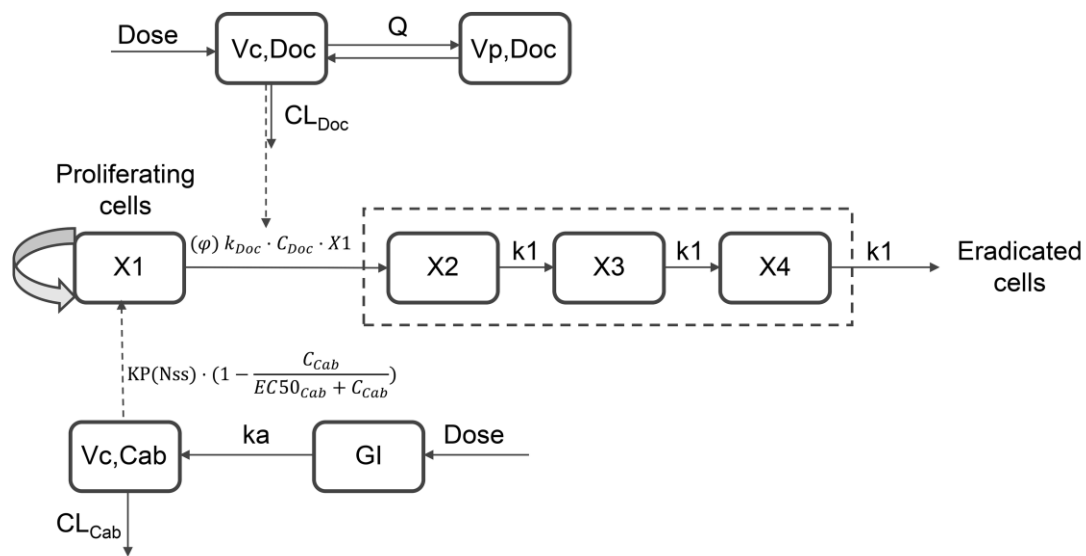 Dose
Vc,Doc
Q
Vp,Doc
CL_Doc
Proliferating
cells
X1
(φ) k_Doc · C_Doc · X1
X2
k1
X3
k1
X4
k1
Eradicated
cells
KP(Nss) · (1 − C_Cab / (EC50_Cab + C_Cab))
Vc,Cab
ka
GI
Dose
CL_Cab